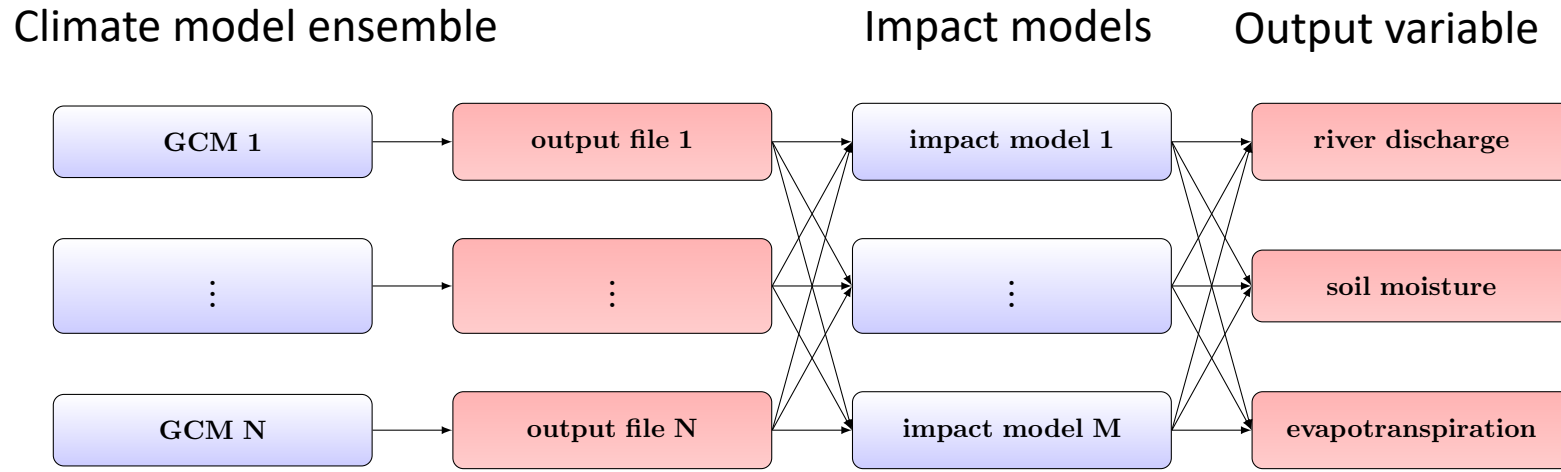 Climate model ensemble Impact models Output variable
GCM 1 output file 1 impact model 1 river discharge
⋮ ⋮ ⋮ soil moisture
GCM N output file N impact model M evapotranspiration